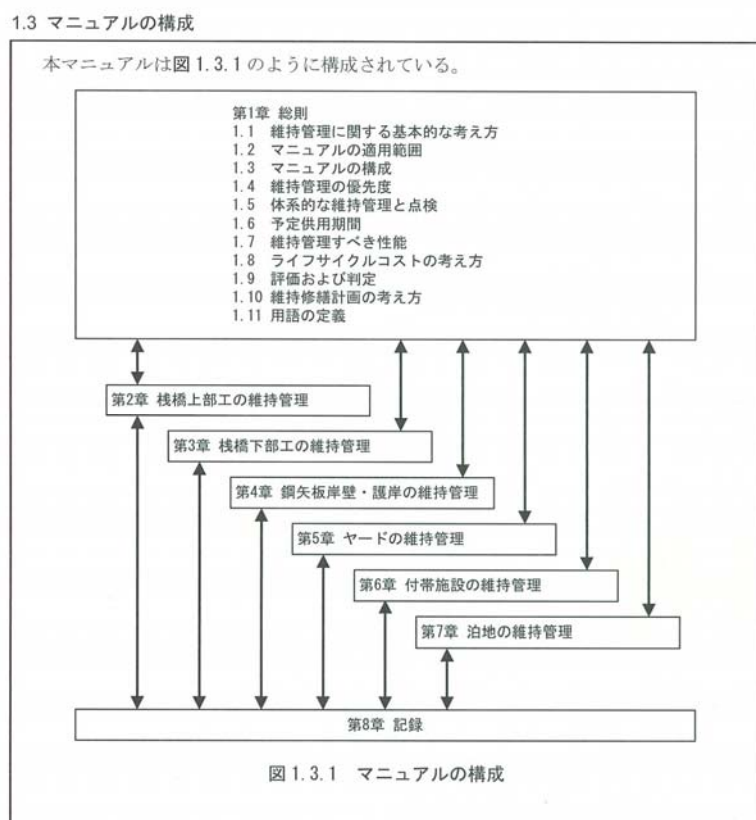 1.3 マニュアルの構成
本マニュアルは図1.3.1のように構成されている。
第1章 総則
1.1 維持管理に関する基本的な考え方
1.2 マニュアルの適用範囲
1.3 マニュアルの構成
1.4 維持管理の優先度
1.5 体系的な維持管理と点検
1.6 予定供用期間
1.7 維持管理すべき性能
1.8 ライフサイクルコストの考え方
1.9 評価および判定
1.10 維持修繕計画の考え方
1.11 用語の定義
第2章 桟橋上部工の維持管理
第3章 桟橋下部工の維持管理
第4章 鋼矢板岸壁・護岸の維持管理
第5章 ヤードの維持管理
第6章 付帯施設の維持管理
第7章 泊地の維持管理
第8章 記録
図1.3.1 マニュアルの構成